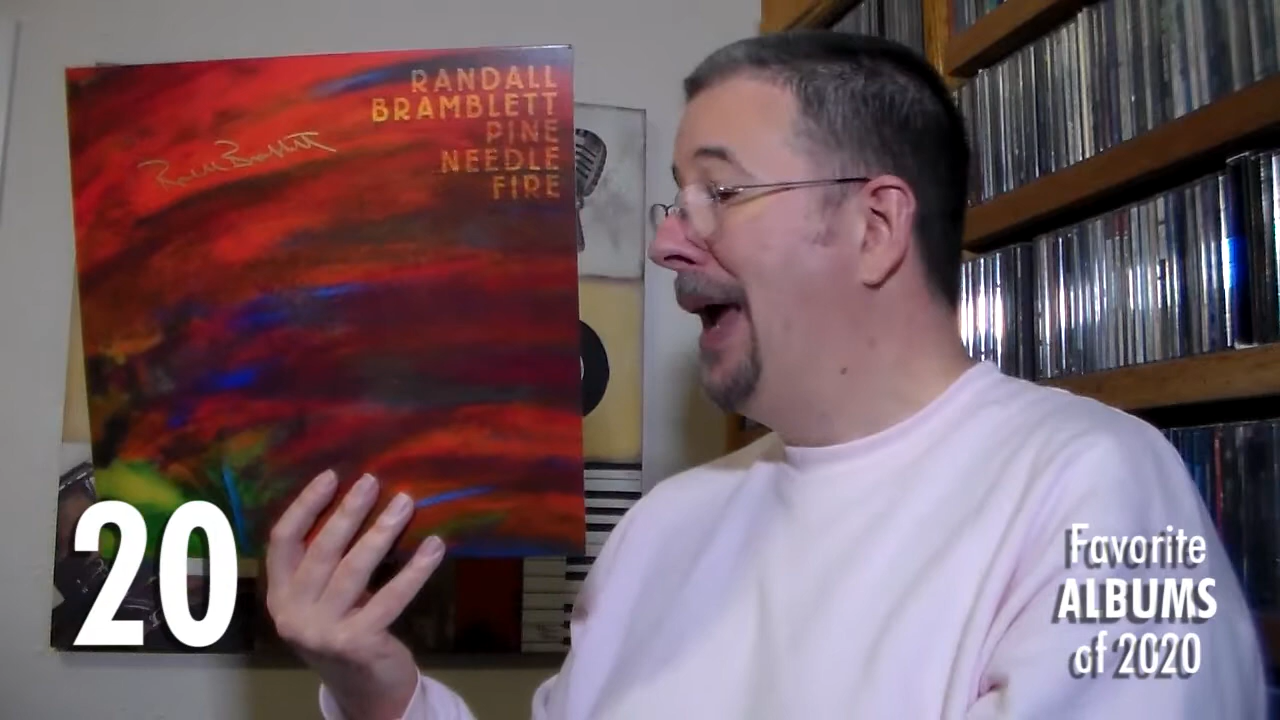 RANDALL
BRAMBLETT
PINE
NEEDLE
FIRE
20
Favorite
ALBUMS
of 2020